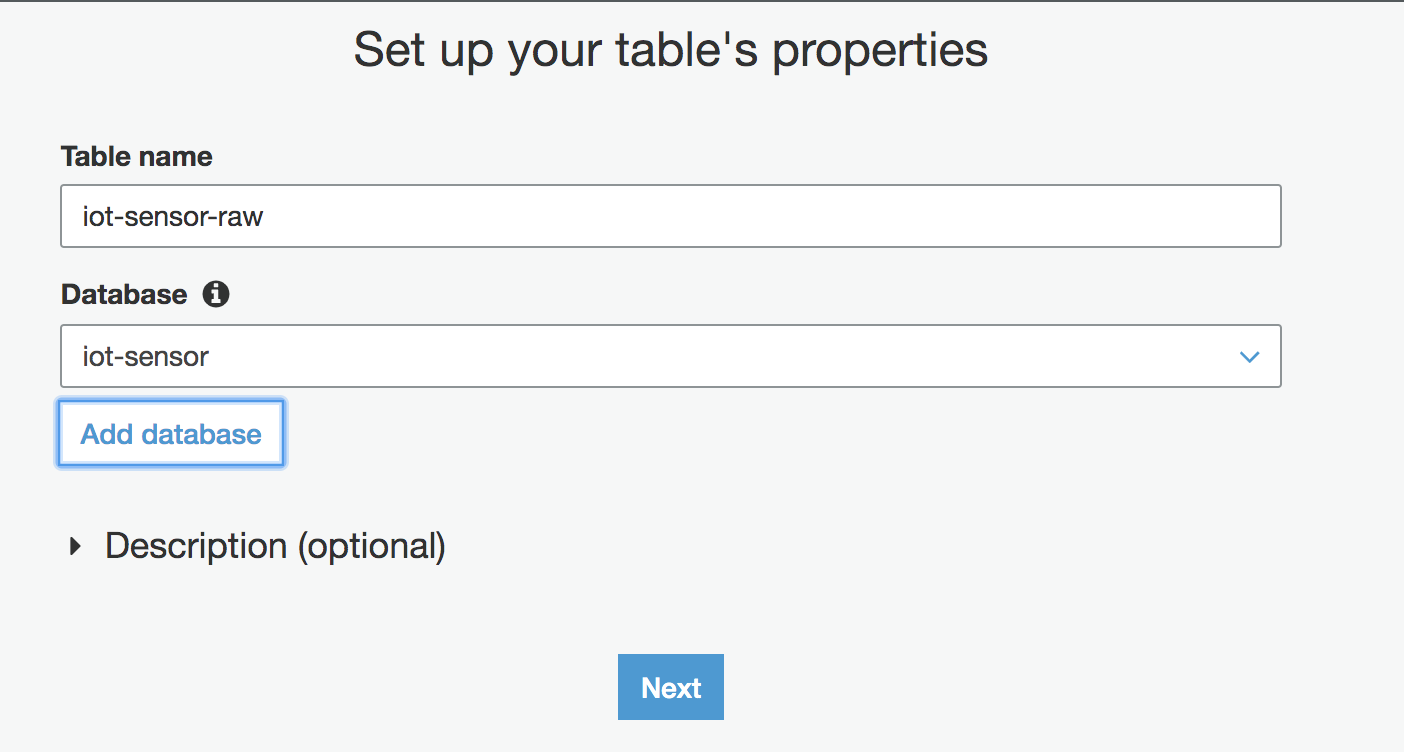 Set up your table's properties
Table name
iot-sensor-raw
Database
iot-sensor
Add database
Description (optional)
Next